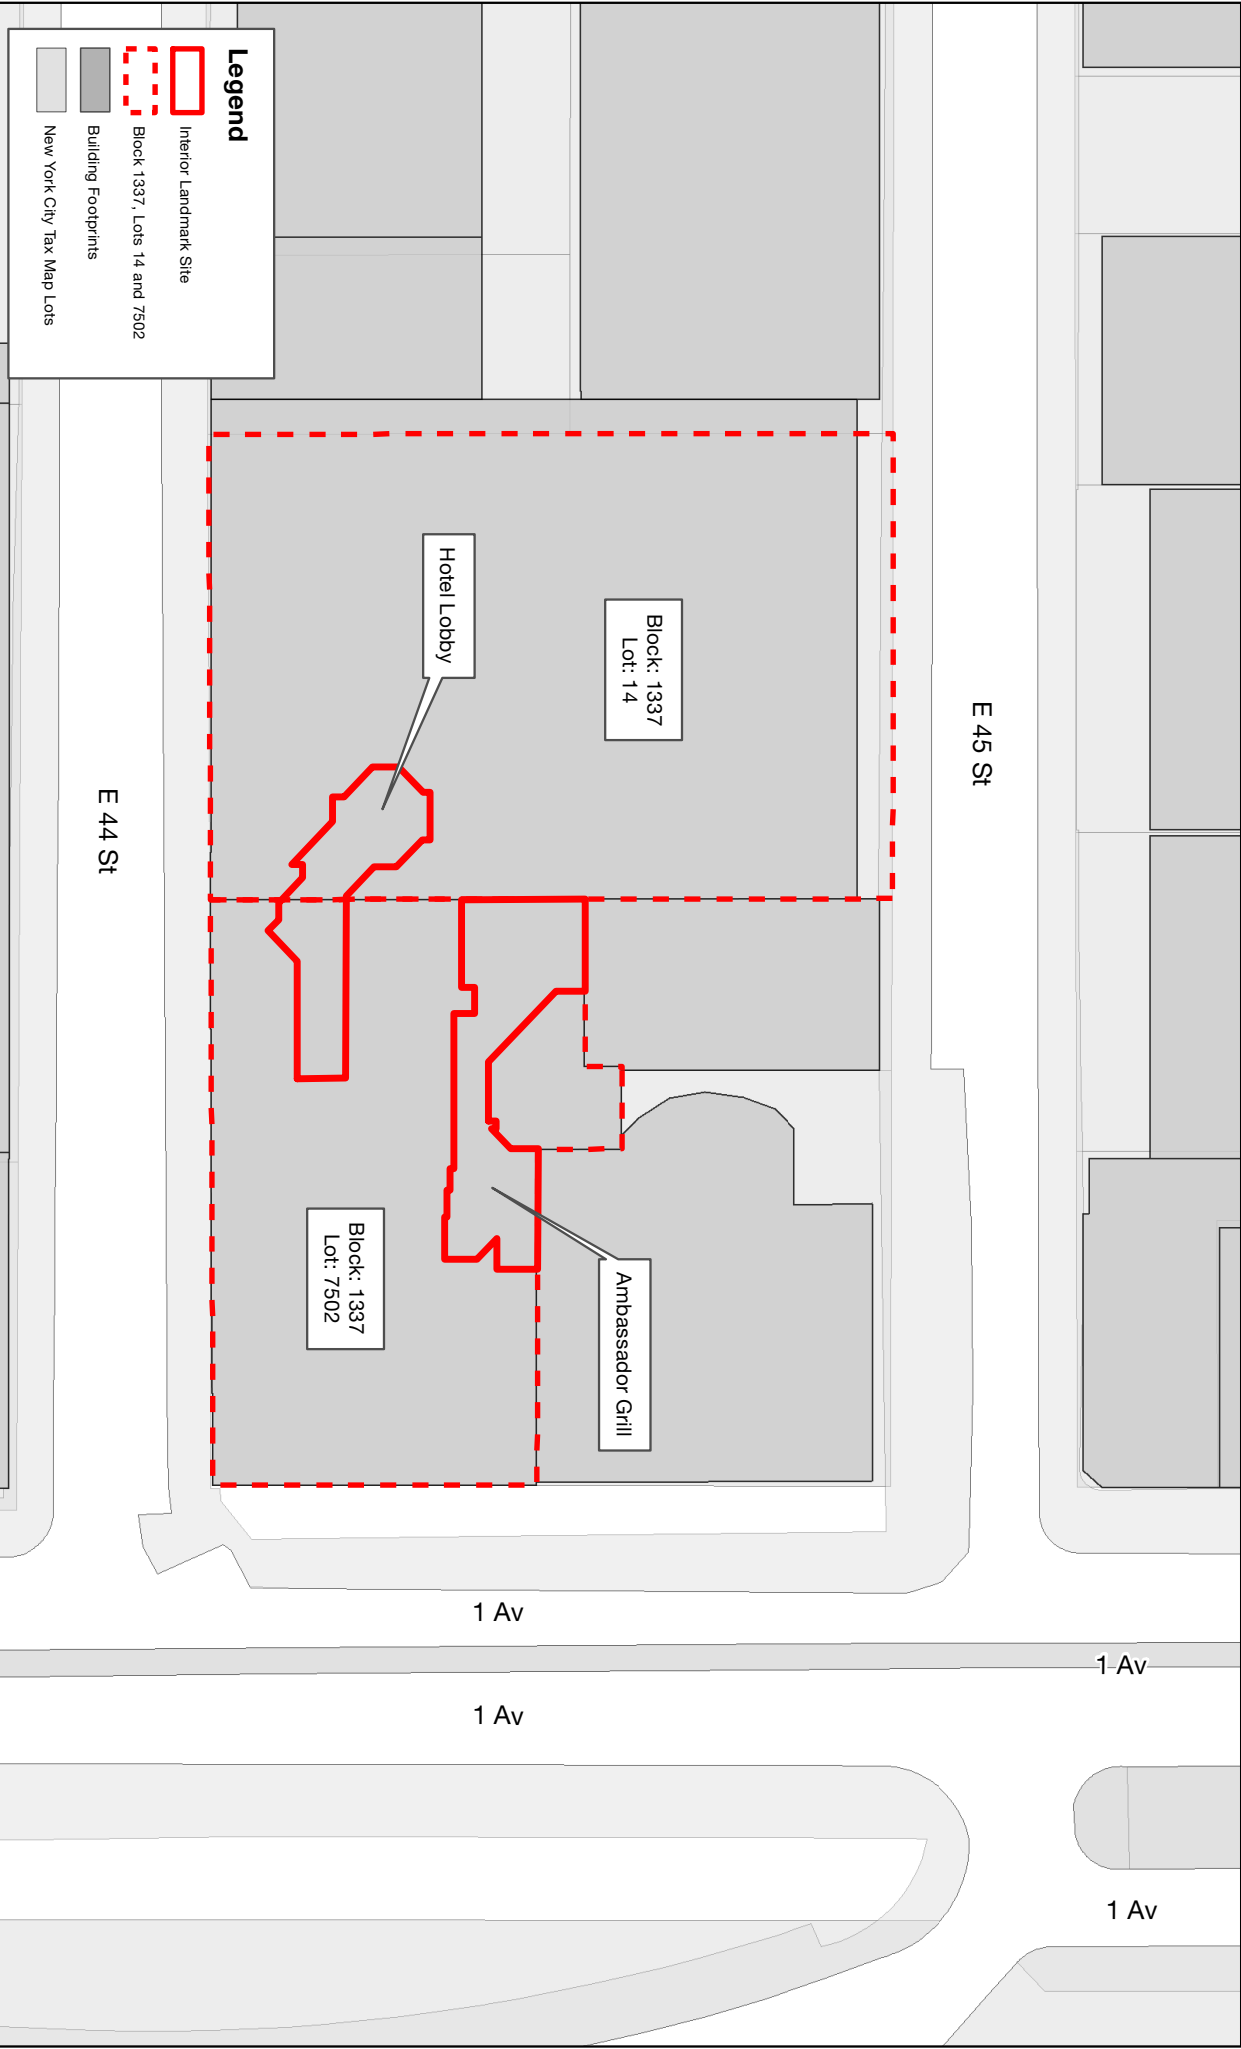 Legend
Interior Landmark Site
Block 1337, Lots 14 and 7502
Building Footprints
New York City Tax Map Lots
E 45 St
Block: 1337
Lot: 14
Hotel Lobby
E 44 St
Ambassador Grill
Block: 1337
Lot: 7502
1 Av
1 Av
1 Av
1 Av